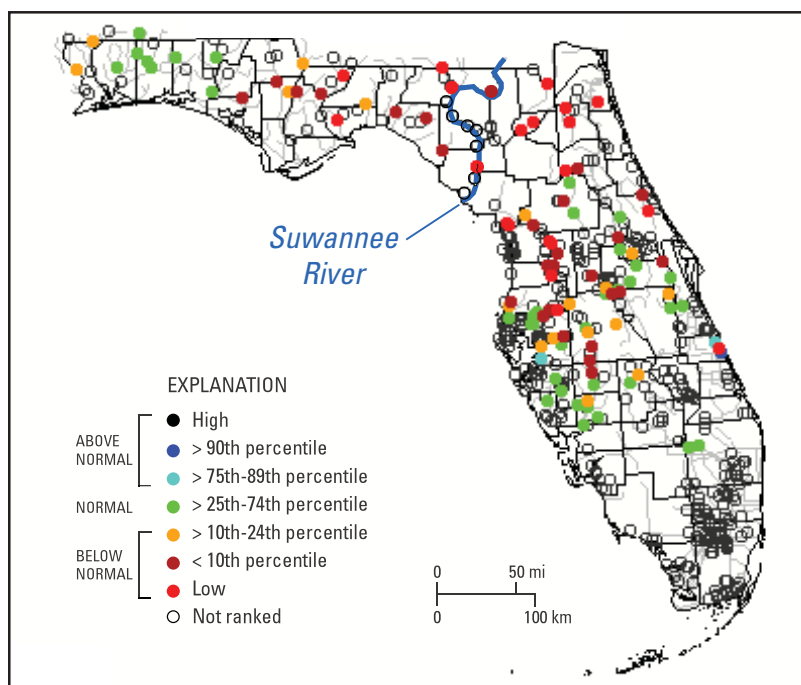 Suwannee
River
EXPLANATION
High
> 90th percentile
> 75th-89th percentile
> 25th-74th percentile
> 10th-24th percentile
< 10th percentile
Low
Not ranked
ABOVE
NORMAL
NORMAL
BELOW
NORMAL
0 50 mi
0 100 km